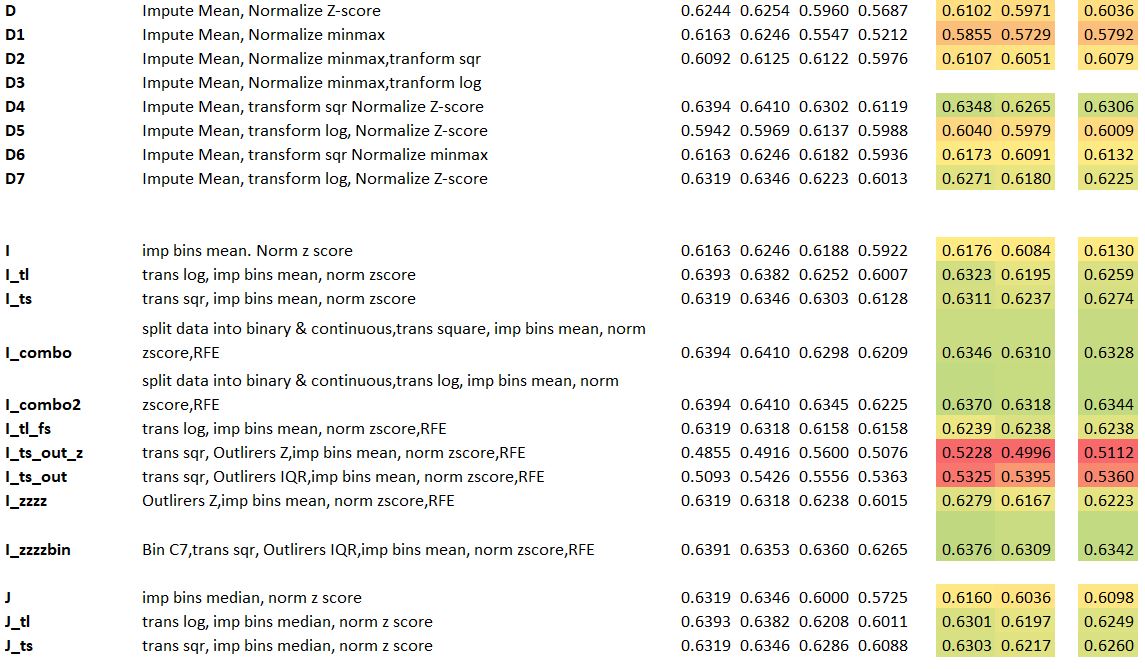 D Impute Mean, Normalize Z-score 0.6244 0.6254 0.5960 0.5687 0.6102 0.5971 0.6036
D1 Impute Mean, Normalize minmax 0.6163 0.6246 0.5547 0.5212 0.5855 0.5729 0.5792
D2 Impute Mean, Normalize minmax,tranform sqr 0.6092 0.6125 0.6122 0.5976 0.6107 0.6051 0.6079
D3 Impute Mean, Normalize minmax,tranform log
D4 Impute Mean, transform sqr Normalize Z-score 0.6394 0.6410 0.6302 0.6119 0.6348 0.6265 0.6306
D5 Impute Mean, transform log, Normalize Z-score 0.5942 0.5969 0.6137 0.5988 0.6040 0.5979 0.6009
D6 Impute Mean, transform sqr Normalize minmax 0.6163 0.6246 0.6182 0.5936 0.6173 0.6091 0.6132
D7 Impute Mean, transform log, Normalize Z-score 0.6319 0.6346 0.6223 0.6013 0.6271 0.6180 0.6225
I imp bins mean. Norm z score 0.6163 0.6246 0.6188 0.5922 0.6176 0.6084 0.6130
I_tl trans log, imp bins mean, norm zscore 0.6393 0.6382 0.6252 0.6007 0.6323 0.6195 0.6259
I_ts trans sqr, imp bins mean, norm zscore 0.6319 0.6346 0.6303 0.6128 0.6311 0.6237 0.6274
split data into binary & continuous,trans square, imp bins mean, norm
I_combo zscore,RFE 0.6394 0.6410 0.6298 0.6209 0.6346 0.6310 0.6328
split data into binary & continuous,trans log, imp bins mean, norm
I_combo2 zscore,RFE 0.6394 0.6410 0.6345 0.6225 0.6370 0.6318 0.6344
I_tl_fs trans log, imp bins mean, norm zscore,RFE 0.6319 0.6318 0.6158 0.6158 0.6239 0.6238 0.6238
I_ts_out_z trans sqr, Outlirers Z,imp bins mean, norm zscore,RFE 0.4855 0.4916 0.5600 0.5076 0.5228 0.4996 0.5112
I_ts_out trans sqr, Outlirers IQR,imp bins mean, norm zscore,RFE 0.5093 0.5426 0.5556 0.5363 0.5325 0.5395 0.5360
I_zzzz Outlirers Z,imp bins mean, norm zscore,RFE 0.6319 0.6318 0.6238 0.6015 0.6279 0.6167 0.6223
I_zzzzbin Bin C7,trans sqr, Outlirers IQR,imp bins mean, norm zscore,RFE 0.6391 0.6353 0.6360 0.6265 0.6376 0.6309 0.6342
J imp bins median, norm z score 0.6319 0.6346 0.6000 0.5725 0.6160 0.6036 0.6098
J_tl trans log, imp bins median, norm z score 0.6393 0.6382 0.6208 0.6011 0.6301 0.6197 0.6249
J_ts trans sqr, imp bins median, norm z score 0.6319 0.6346 0.6286 0.6088 0.6303 0.6217 0.6260